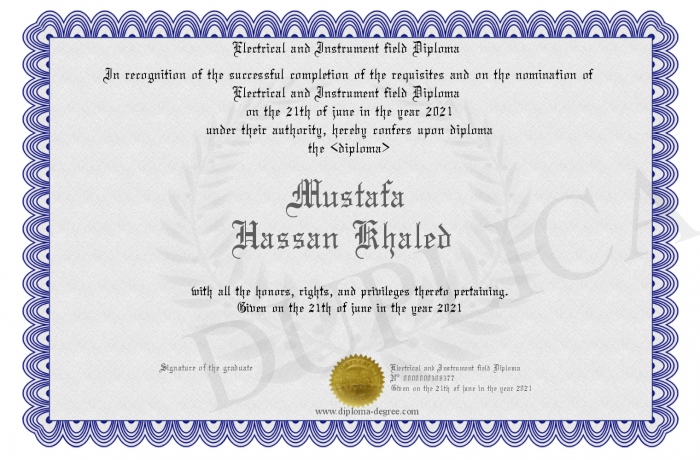 Electrical and Instrument field Diploma
In recognition of the successful completion of the requisites and on the nomination of
Electrical and Instrument field Diploma
on the 21th of june in the year 2021
under their authority, hereby confers upon diploma
the <diploma>
Mustafa
Hassan Khaled
with all the honors, rights, and privileges thereto pertaining.
Given on the 21th of june in the year 2021
DUPLICA
Signature of the graduate
Electrical and Instrument field Diploma
N° 0000000308377
Given on the 21th of june in the year 2021
www.diploma-degree.com